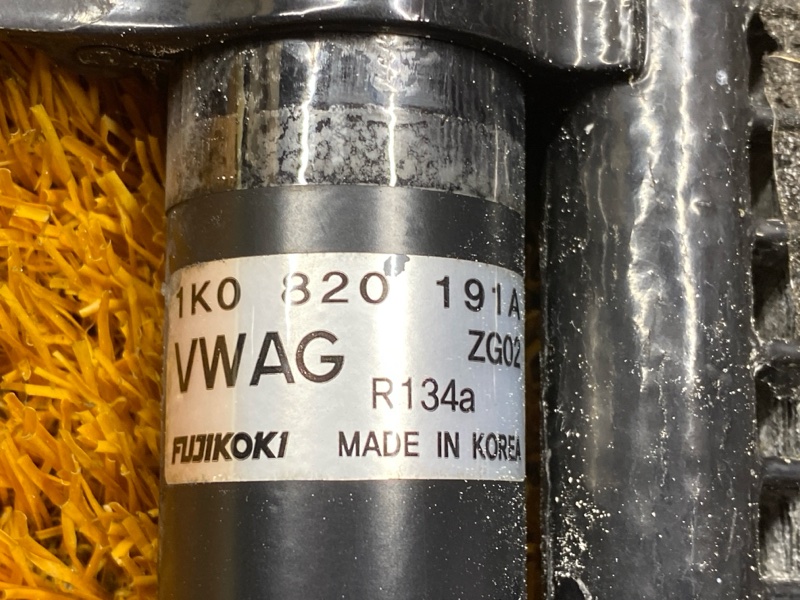 1K0 820 191A
VWAG ZG02
R134a
FUJIKOKI MADE IN KOREA